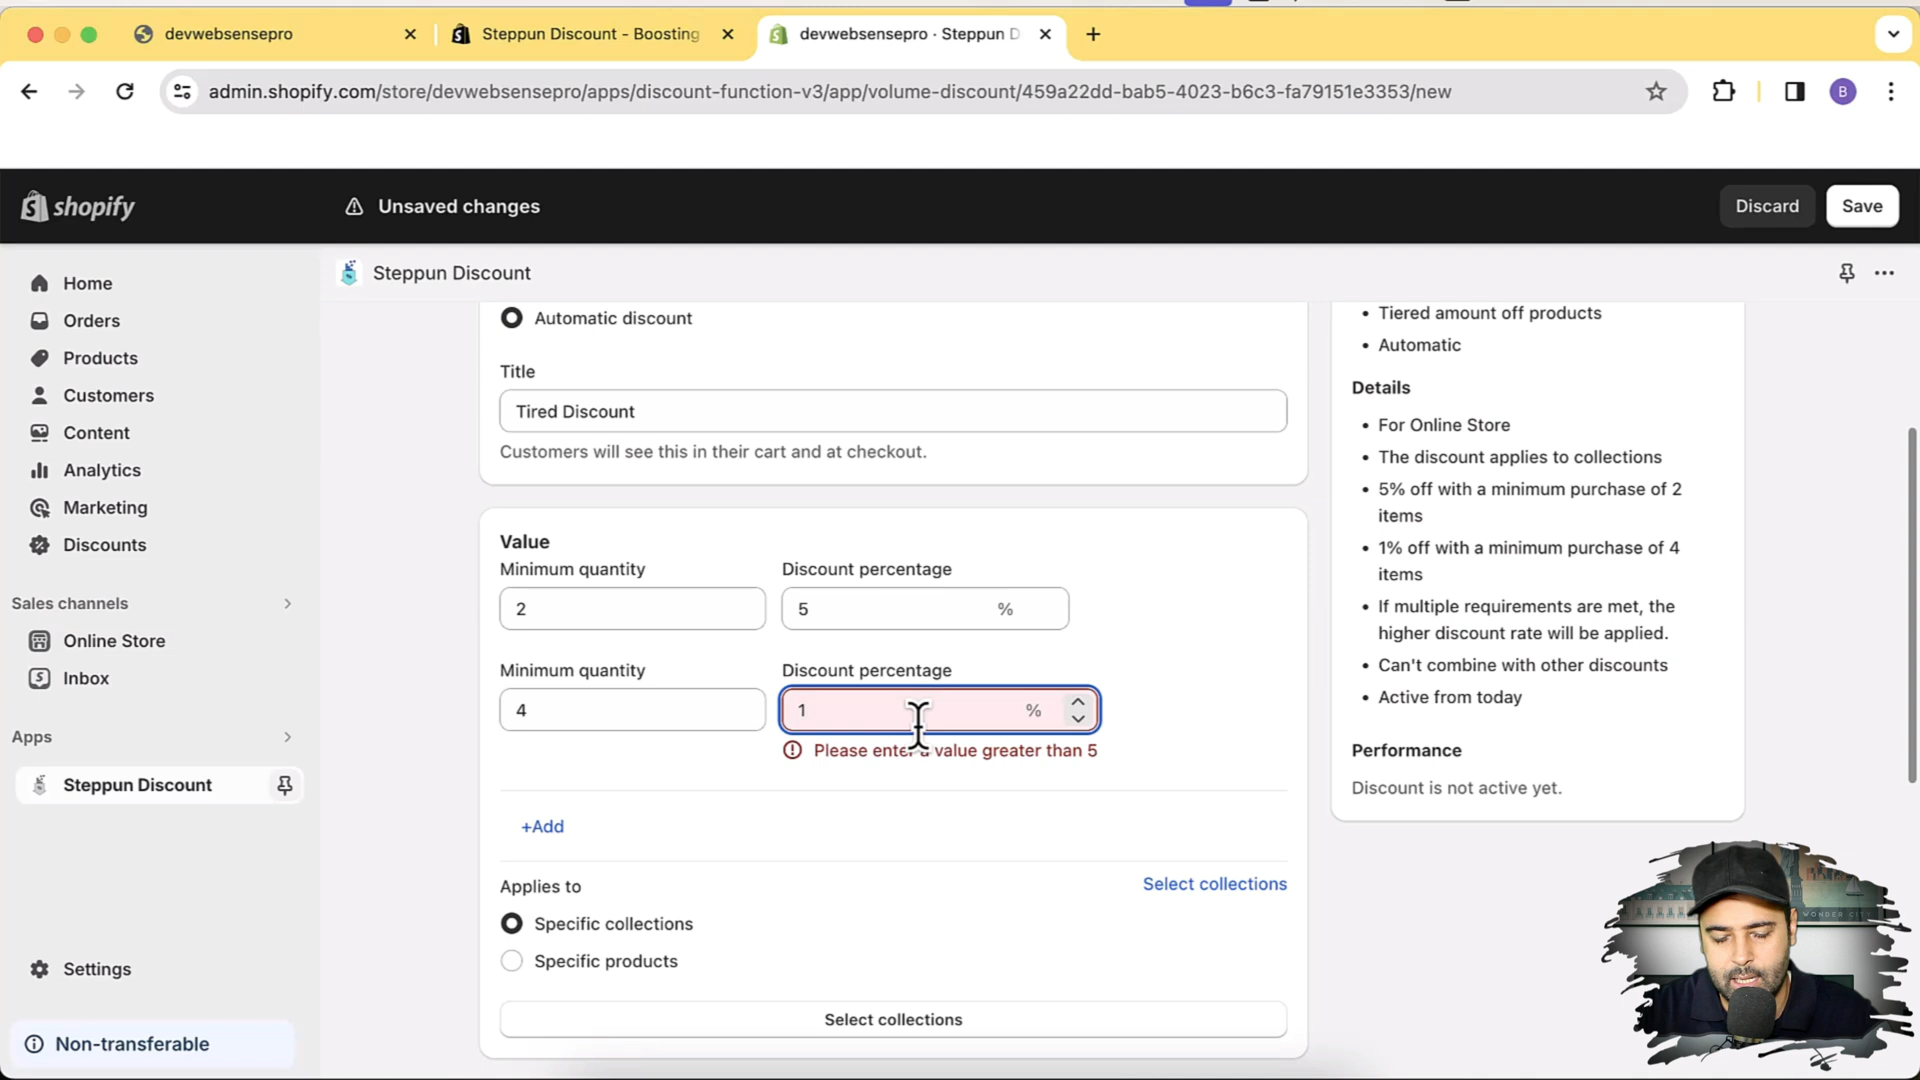 devwebsensepro
Steppun Discount - Boosting
devwebsensepro · Steppun D
admin.shopify.com/store/devwebsensepro/apps/discount-function-v3/app/volume-discount/459a22dd-bab5-4023-b6c3-fa79151e3353/new
B
shopify
Unsaved changes
Discard
Save
Steppun Discount
Home
Orders
Products
Customers
Content
Analytics
Marketing
Discounts
Sales channels
Online Store
Inbox
Apps
Steppun Discount
Settings
Non-transferable
Automatic discount
Title
Tired Discount
Customers will see this in their cart and at checkout.
Value
Minimum quantity
Discount percentage
2
5 %
Minimum quantity
Discount percentage
4
1 %
Please enter a value greater than 5
+Add
Applies to
Select collections
Specific collections
Specific products
Select collections
Tiered amount off products
Automatic
Details
For Online Store
The discount applies to collections
5% off with a minimum purchase of 2
items
1% off with a minimum purchase of 4
items
If multiple requirements are met, the
higher discount rate will be applied.
Can't combine with other discounts
Active from today
Performance
Discount is not active yet.
WONDER CITY